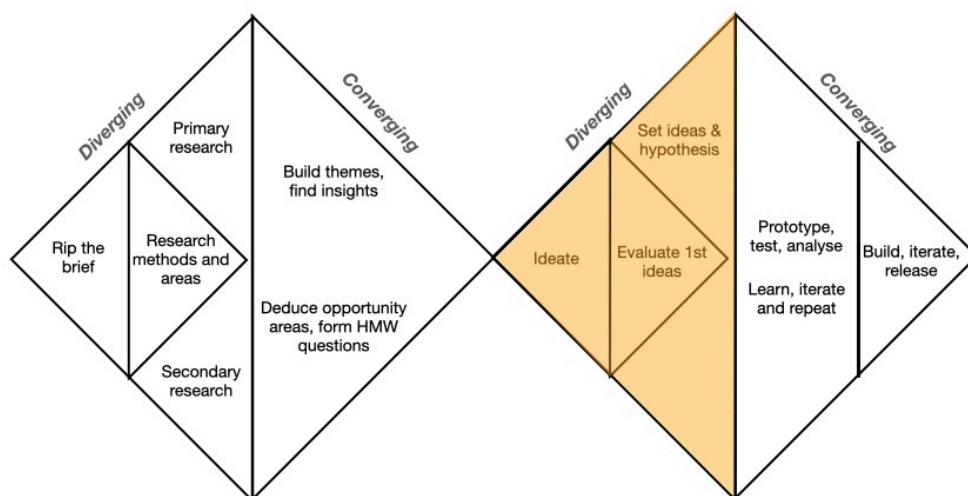 Diverging
Primary
research
Rip the
brief
Research
methods and
areas
Secondary
research
Converging
Build themes,
find insights
Deduce opportunity
areas, form HMW
questions
Diverging
Set ideas &
hypothesis
Ideate
Evaluate 1st
ideas
Converging
Prototype,
test, analyse
Learn, iterate
and repeat
Build, iterate,
release